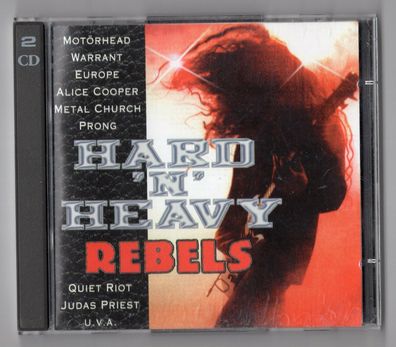 2
CD
MOTÖRHEAD
WARRANT
EUROPE
ALICE COOPER
METAL CHURCH
PRONG
HARD
"N"
HEAVY
REBELS
QUIET RIOT
JUDAS PRIEST
U.V.A.